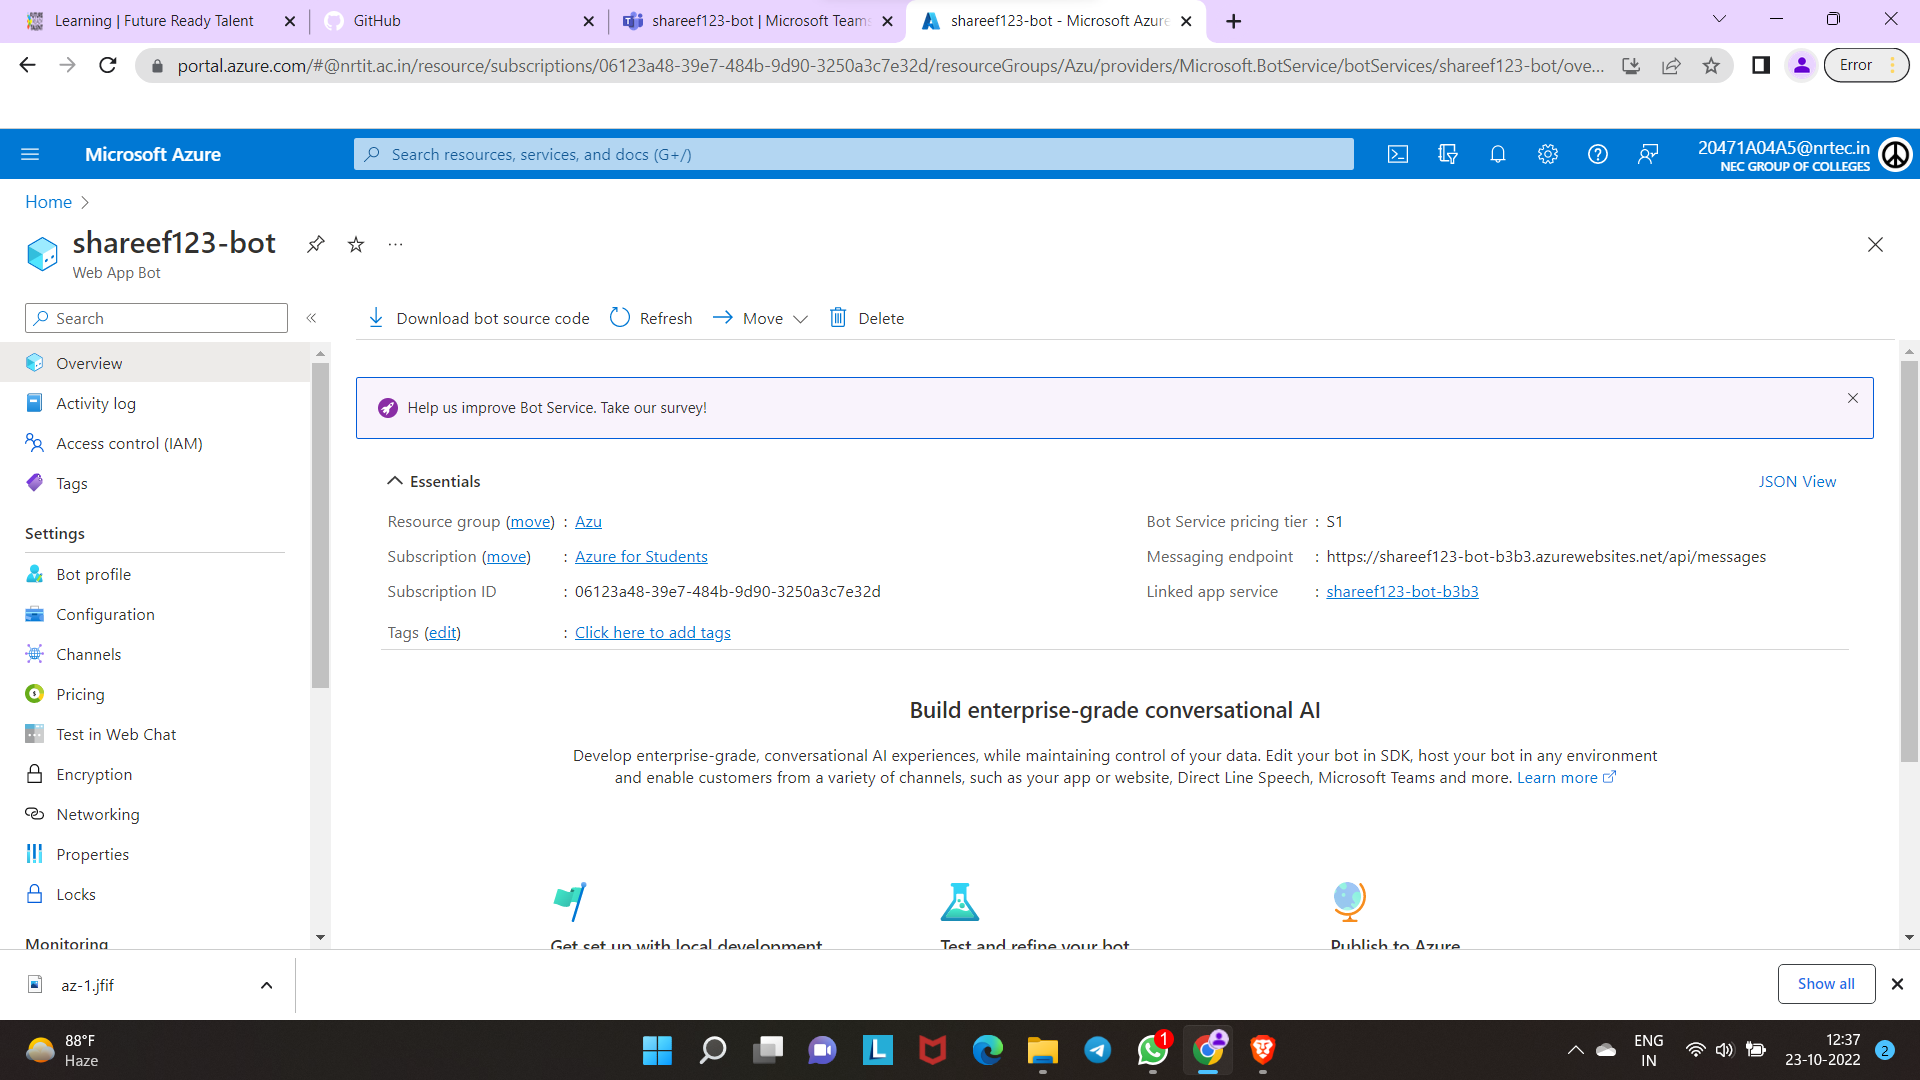 Learning | Future Ready Talent
GitHub
shareef123-bot | Microsoft Teams
shareef123-bot - Microsoft Azure
portal.azure.com/#@nrtit.ac.in/resource/subscriptions/06123a48-39e7-484b-9d90-3250a3c7e32d/resourceGroups/Azu/providers/Microsoft.BotService/botServices/shareef123-bot/ove...
Error
Microsoft Azure
Search resources, services, and docs (G+/)
20471A04A5@nrtec.in
NEC GROUP OF COLLEGES
Home
shareef123-bot
Web App Bot
Search
Download bot source code
Refresh
Move
Delete
Overview
Activity log
Access control (IAM)
Tags
Settings
Bot profile
Configuration
Channels
Pricing
Test in Web Chat
Encryption
Networking
Properties
Locks
Monitoring
Help us improve Bot Service. Take our survey!
Essentials
JSON View
Resource group (move) : Azu
Subscription (move) : Azure for Students
Subscription ID : 06123a48-39e7-484b-9d90-3250a3c7e32d
Tags (edit) : Click here to add tags
Bot Service pricing tier : S1
Messaging endpoint : https://shareef123-bot-b3b3.azurewebsites.net/api/messages
Linked app service : shareef123-bot-b3b3
Build enterprise-grade conversational AI
Develop enterprise-grade, conversational AI experiences, while maintaining control of your data. Edit your bot in SDK, host your bot in any environment
and enable customers from a variety of channels, such as your app or website, Direct Line Speech, Microsoft Teams and more. Learn more
Get set up with local development
Test and refine your bot
Publish to Azure
az-1.jfif
Show all
88°F
Haze
L
1
ENG
IN
12:37
23-10-2022
2